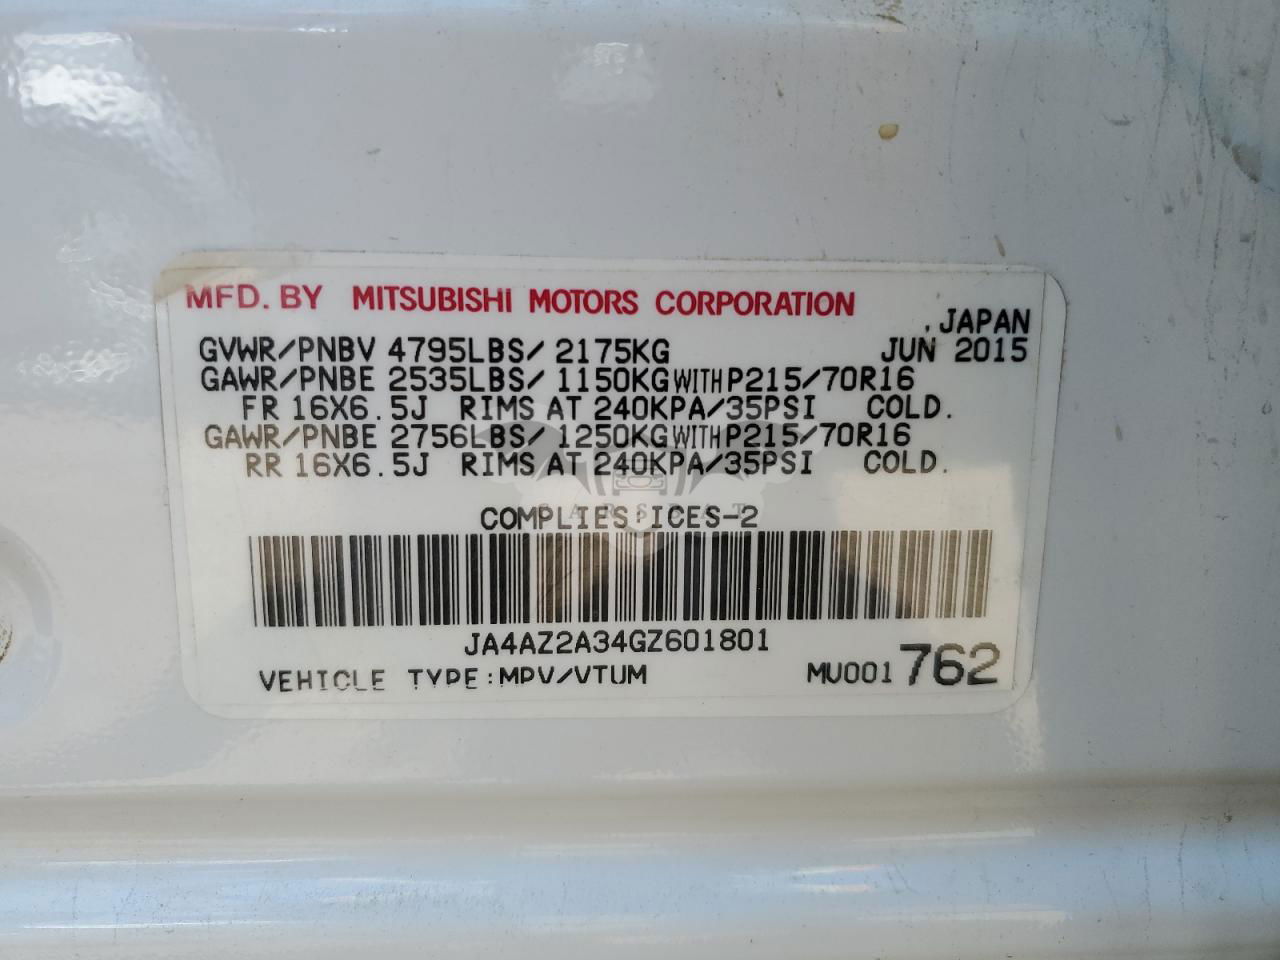 MFD. BY MITSUBISHI MOTORS CORPORATION
, JAPAN
GVWR/PNBV 4795LBS/ 2175KG JUN 2015
GAWR/PNBE 2535LBS/ 1150KG WITH P215/70R16
FR 16X6.5J RIMS AT 240KPA/35PSI COLD.
GAWR/PNBE 2756LBS/ 1250KG WITH P215/70R16
RR 16X6.5J RIMS AT 240KPA/35PSI COLD.
CARSDAT
COMPLIES ICES-2
JA4AZ2A34GZ601801
VEHICLE TYPE:MPV/VTUM MU001 762